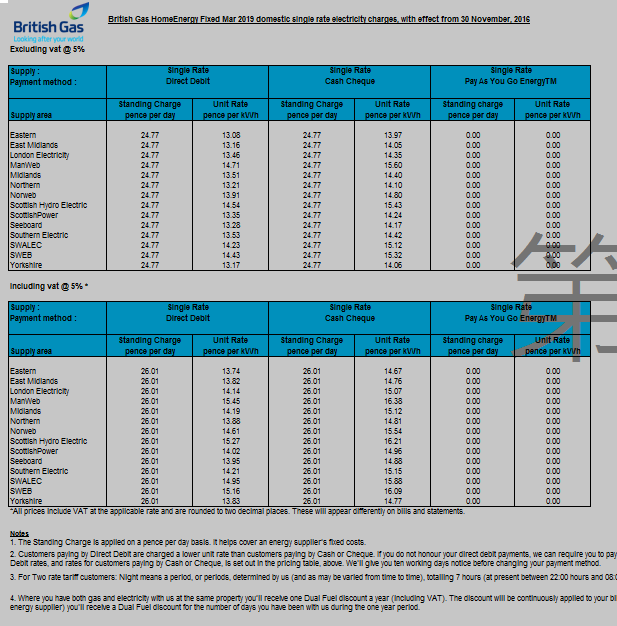 British Gas HomeEnergy Fixed Mar 2019 domestic single rate electricity charges, with effect from 30 November, 2016
British Gas
Looking after your world
Excluding vat @ 5%
Supply : Single Rate Single Rate Single Rate
Payment method : Direct Debit Cash Cheque Pay As You Go EnergyTM
Standing Charge Unit Rate Standing Charge Unit Rate Standing charge Unit Rate
Supply area pence per day pence per kWh pence per day pence per kWh pence per day pence per kWh
Eastern 24.77 13.08 24.77 13.97 0.00 0.00
East Midlands 24.77 13.16 24.77 14.05 0.00 0.00
London Electricity 24.77 13.46 24.77 14.35 0.00 0.00
ManWeb 24.77 14.71 24.77 15.60 0.00 0.00
Midlands 24.77 13.51 24.77 14.40 0.00 0.00
Northern 24.77 13.21 24.77 14.10 0.00 0.00
Norweb 24.77 13.91 24.77 14.80 0.00 0.00
Scottish Hydro Electric 24.77 14.54 24.77 15.43 0.00 0.00
ScottishPower 24.77 13.35 24.77 14.24 0.00 0.00
Seeboard 24.77 13.28 24.77 14.17 0.00 0.00
Southern Electric 24.77 13.53 24.77 14.42 0.00 0.00
SWALEC 24.77 14.23 24.77 15.12 0.00 0.00
SWEB 24.77 14.43 24.77 15.32 0.00 0.00
Yorkshire 24.77 13.17 24.77 14.06 0.00 0.00
Including vat @ 5% *
Supply : Single Rate Single Rate Single Rate
Payment method : Direct Debit Cash Cheque Pay As You Go EnergyTM
Standing Charge Unit Rate Standing Charge Unit Rate Standing charge Unit Rate
Supply area pence per day pence per kWh pence per day pence per kWh pence per day pence per kWh
Eastern 26.01 13.74 26.01 14.67 0.00 0.00
East Midlands 26.01 13.82 26.01 14.76 0.00 0.00
London Electricity 26.01 14.14 26.01 15.07 0.00 0.00
ManWeb 26.01 15.45 26.01 16.38 0.00 0.00
Midlands 26.01 14.19 26.01 15.12 0.00 0.00
Northern 26.01 13.88 26.01 14.81 0.00 0.00
Norweb 26.01 14.61 26.01 15.54 0.00 0.00
Scottish Hydro Electric 26.01 15.27 26.01 16.21 0.00 0.00
ScottishPower 26.01 14.02 26.01 14.96 0.00 0.00
Seeboard 26.01 13.95 26.01 14.88 0.00 0.00
Southern Electric 26.01 14.21 26.01 15.15 0.00 0.00
SWALEC 26.01 14.95 26.01 15.88 0.00 0.00
SWEB 26.01 15.16 26.01 16.09 0.00 0.00
Yorkshire 26.01 13.83 26.01 14.77 0.00 0.00
*All prices include VAT at the applicable rate and are rounded to two decimal places. These will appear differently on bills and statements.
Notes
1. The Standing Charge is applied on a pence per day basis. It helps cover an energy supplier's fixed costs.
2. Customers paying by Direct Debit are charged a lower unit rate than customers paying by Cash or Cheque. If you do not honour your direct debit payments, we can require you to pay
Debit rates, and rates for customers paying by Cash or Cheque, is set out in the pricing table, above. We'll give you ten working days notice before changing your payment method.
3. For Two rate tariff customers: Night means a period, or periods, determined by us (and as may be varied from time to time), totalling 7 hours (at present between 22:00 hours and 08:0
4. Where you have both gas and electricity with us at the same property you'll receive one Dual Fuel discount a year (including VAT). The discount will be continuously applied to your bil
energy supplier) you'll receive a Dual Fuel discount for the number of days you have been with us during the one year period.